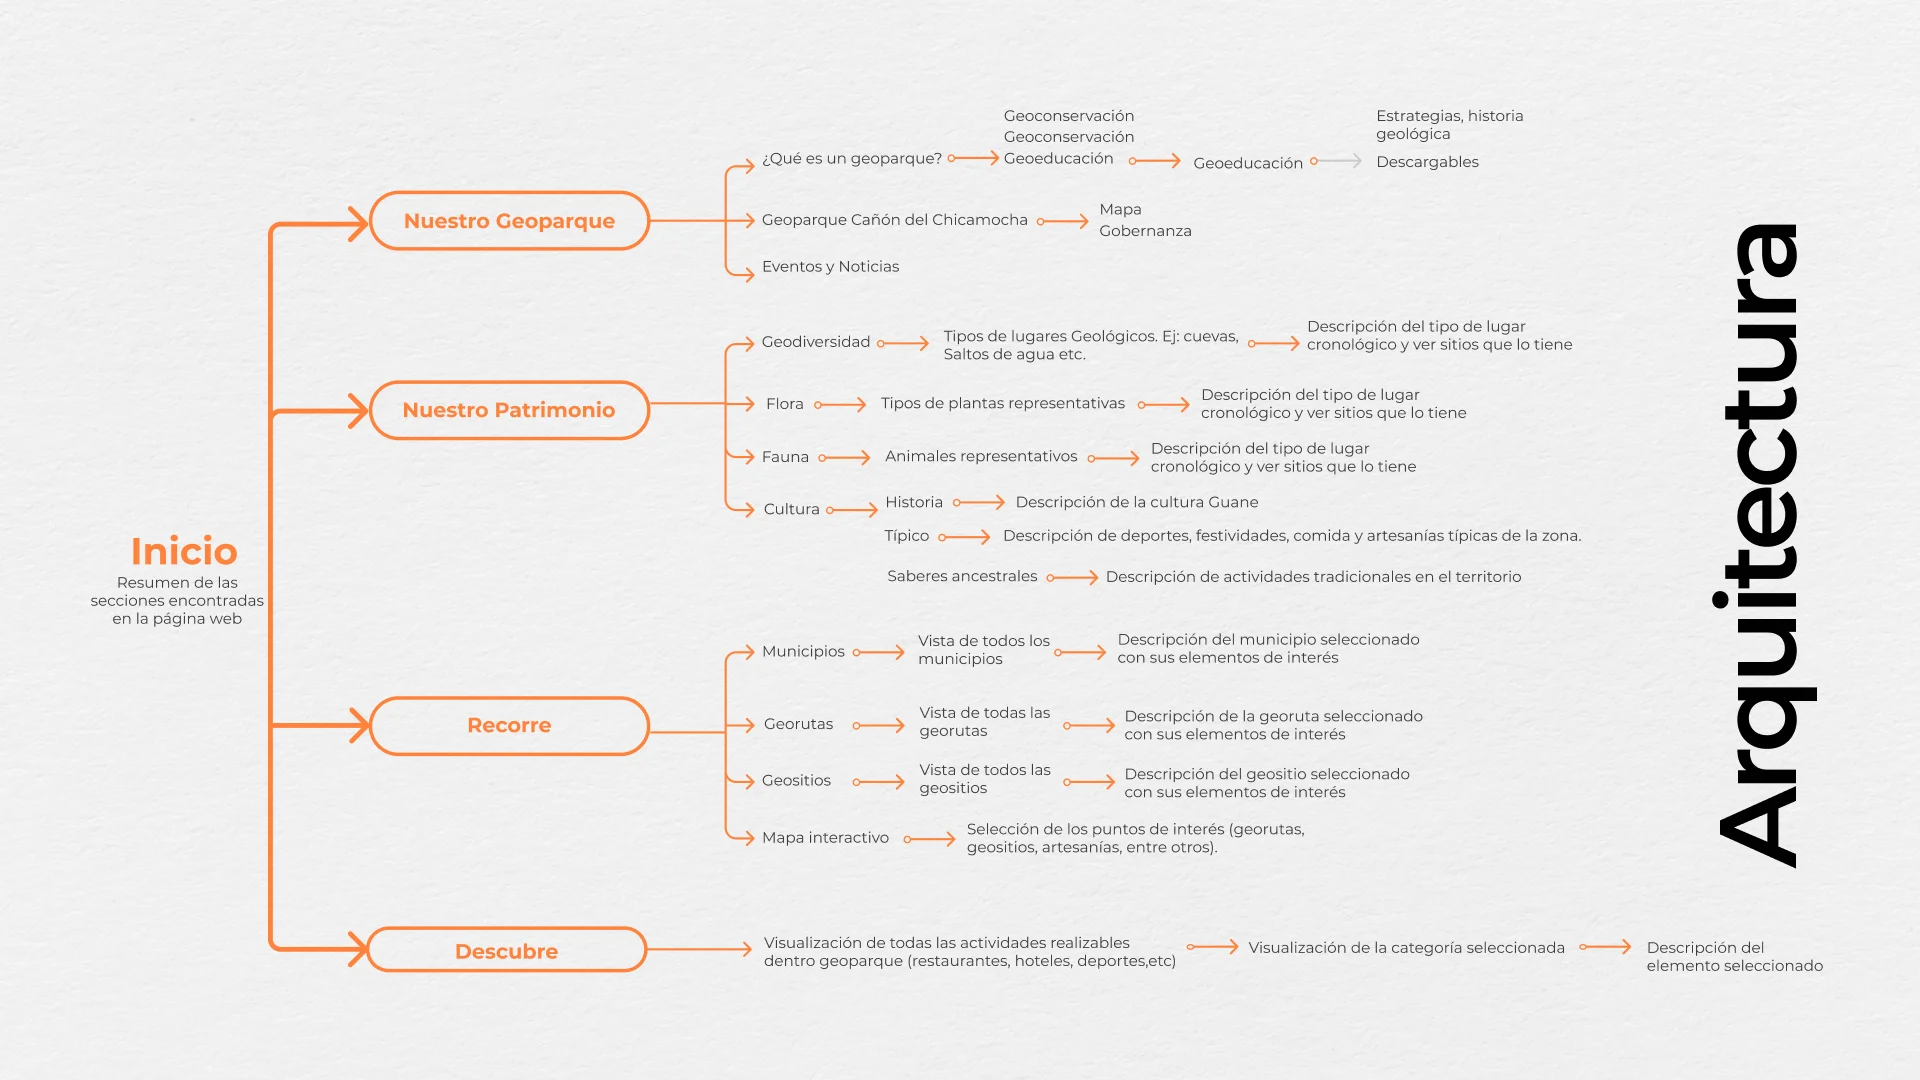 Arquitectura
Inicio
Resumen de las
secciones encontradas
en la página web
Nuestro Geoparque
¿Qué es un geoparque?
Geoconservación
Geoconservación
Geoeducación
Geoeducación
Estrategias, historia
geológica
Descargables
Geoparque Cañón del Chicamocha
Mapa
Gobernanza
Eventos y Noticias
Nuestro Patrimonio
Geodiversidad
Tipos de lugares Geológicos. Ej: cuevas,
Saltos de agua etc.
Descripción del tipo de lugar
cronológico y ver sitios que lo tiene
Flora
Tipos de plantas representativas
Descripción del tipo de lugar
cronológico y ver sitios que lo tiene
Fauna
Animales representativos
Descripción del tipo de lugar
cronológico y ver sitios que lo tiene
Cultura
Historia
Descripción de la cultura Guane
Típico
Descripción de deportes, festividades, comida y artesanías típicas de la zona.
Saberes ancestrales
Descripción de actividades tradicionales en el territorio
Recorre
Municipios
Vista de todos los
municipios
Descripción del municipio seleccionado
con sus elementos de interés
Georutas
Vista de todas las
georutas
Descripción de la georuta seleccionado
con sus elementos de interés
Geositios
Vista de todos las
geositios
Descripción del geositio seleccionado
con sus elementos de interés
Mapa interactivo
Selección de los puntos de interés (georutas,
geositios, artesanías, entre otros).
Descubre
Visualización de todas las actividades realizables
dentro geoparque (restaurantes, hoteles, deportes,etc)
Visualización de la categoría seleccionada
Descripción del
elemento seleccionado